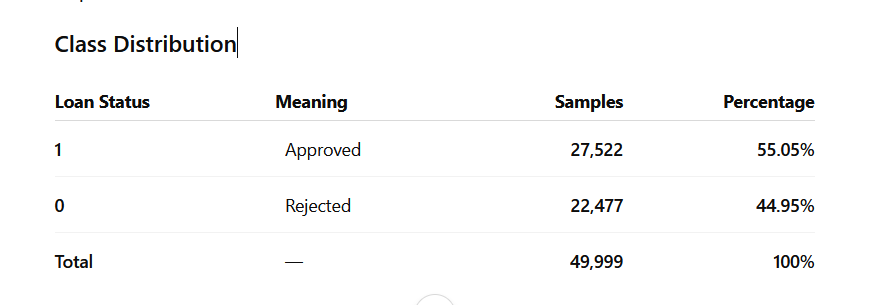 Class Distribution
Loan Status Meaning Samples Percentage
1 Approved 27,522 55.05%
0 Rejected 22,477 44.95%
Total — 49,999 100%